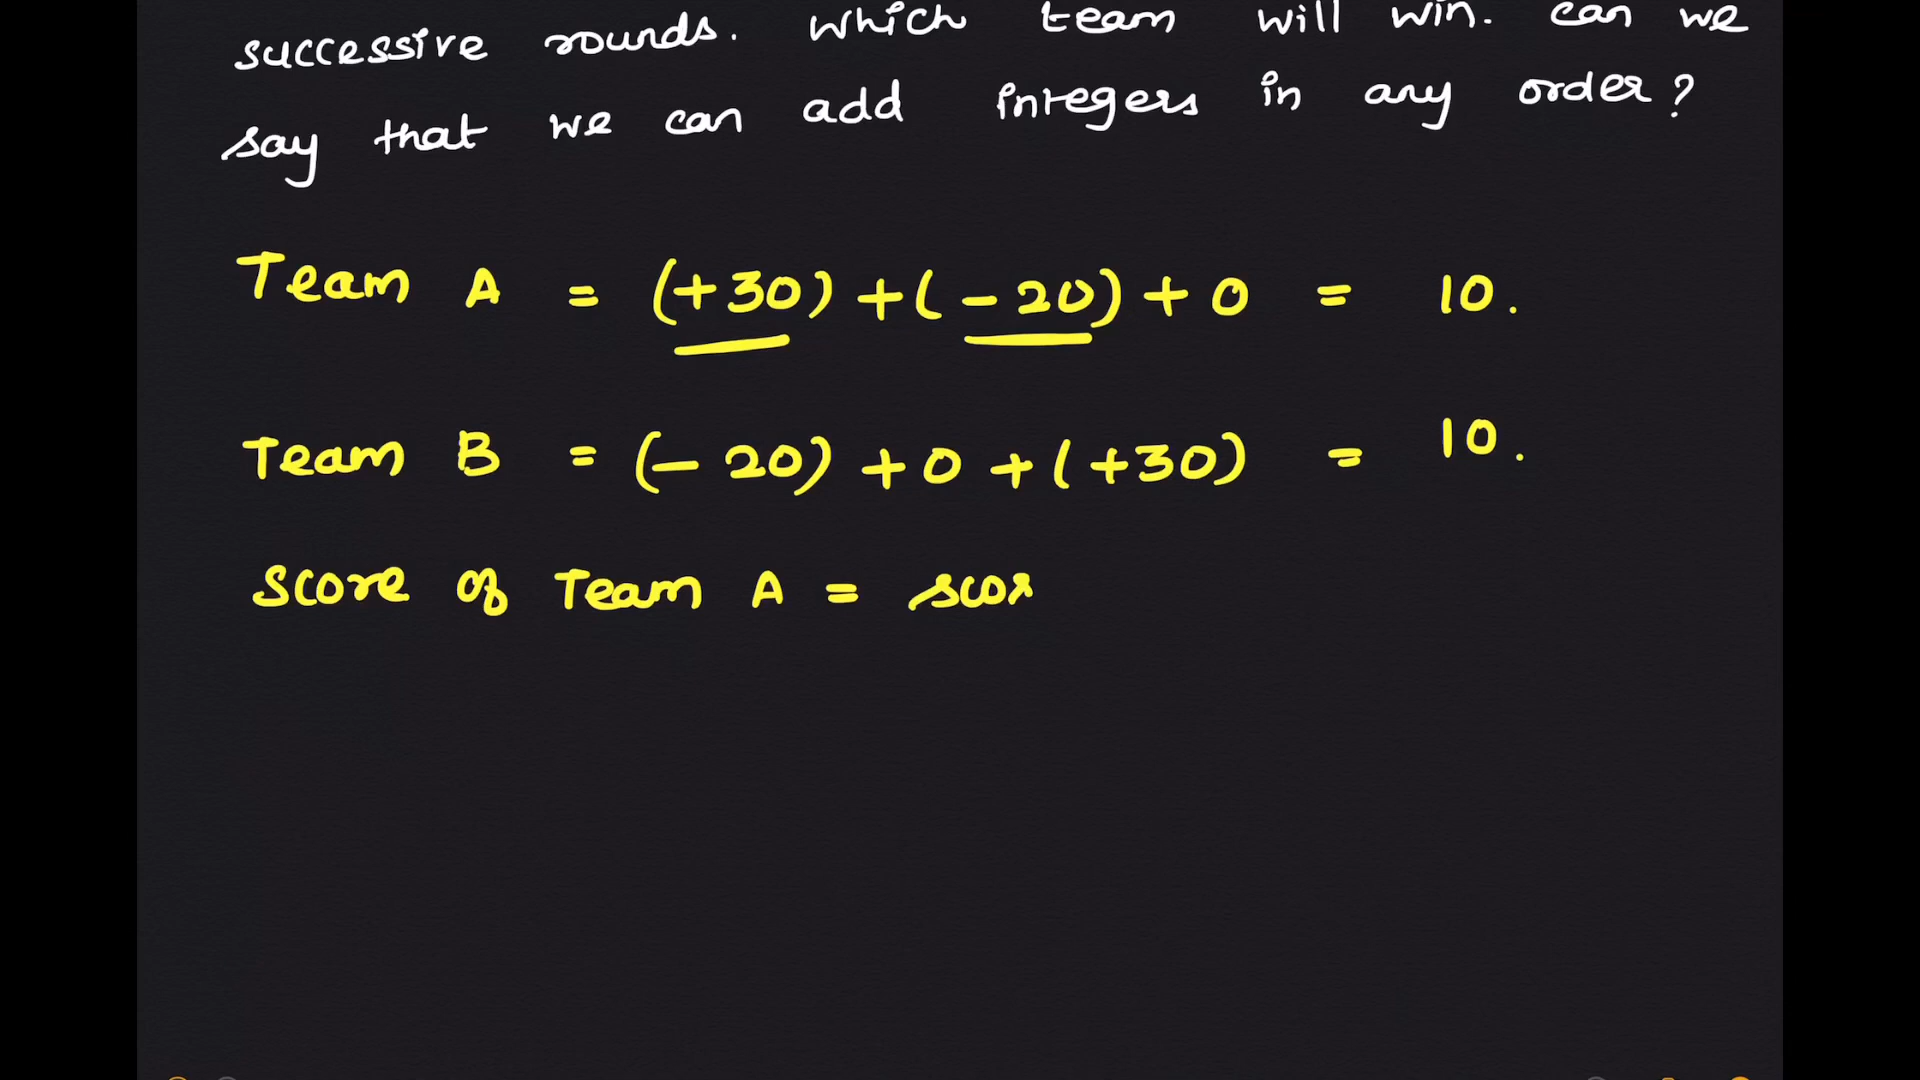 successive rounds. Which team will win. can we
say that we can add integers in any order?
Team A = (+30) + (-20) + 0 = 10.
Team B = (-20) + 0 + (+30) = 10.
Score of Team A = scor